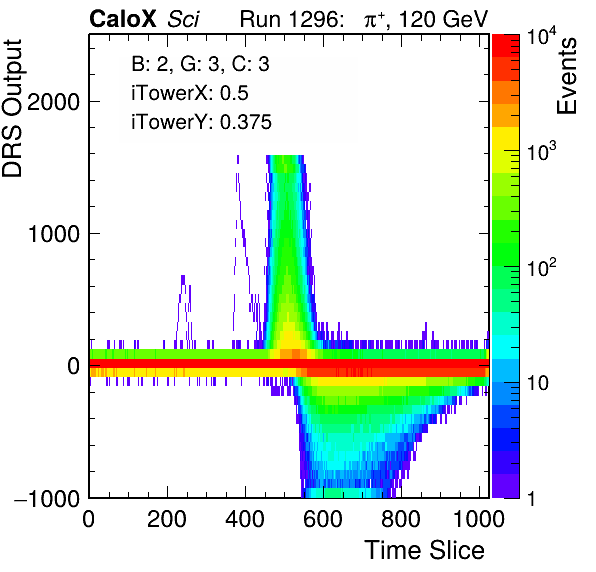 CaloX Sci Run 1296: π⁺, 120 GeV
B: 2, G: 3, C: 3
iTowerX: 0.5
iTowerY: 0.375
DRS Output
2000
1000
0
−1000
0 200 400 600 800 1000
Time Slice
Events
10⁴
10³
10²
10
1